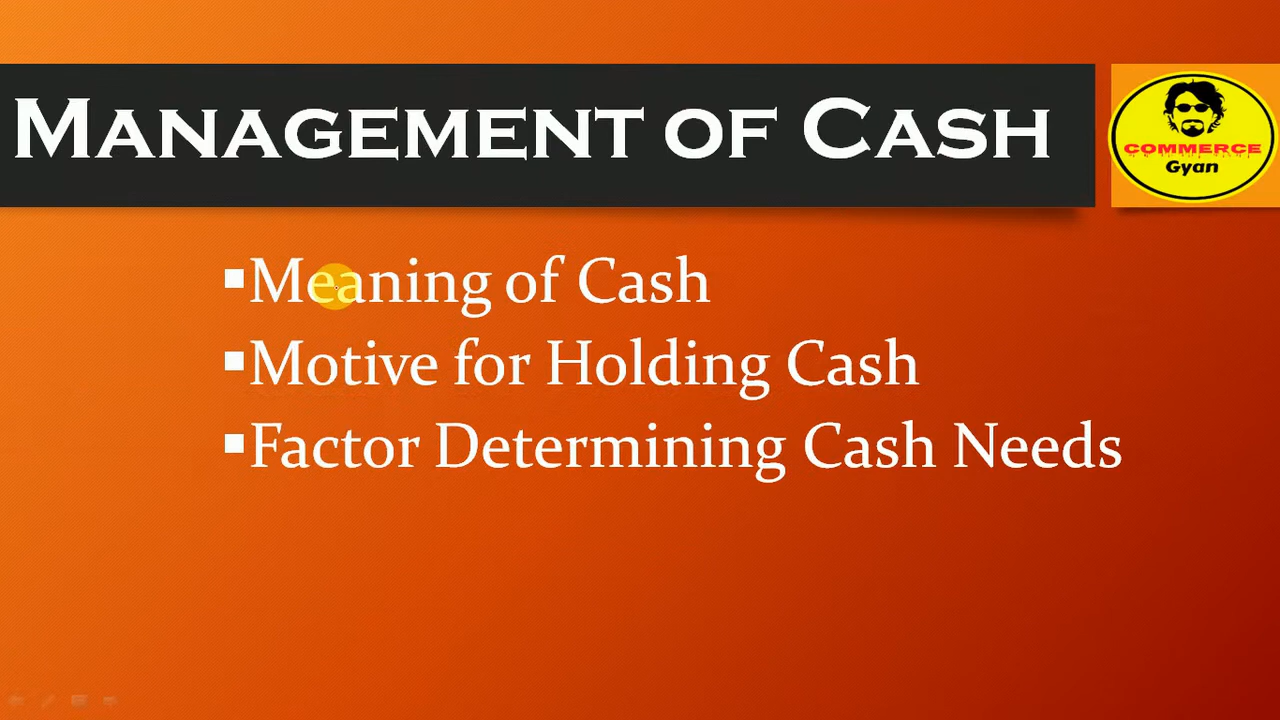 MANAGEMENT OF CASH
COMMERCE
Gyan
▪Meaning of Cash
▪Motive for Holding Cash
▪Factor Determining Cash Needs